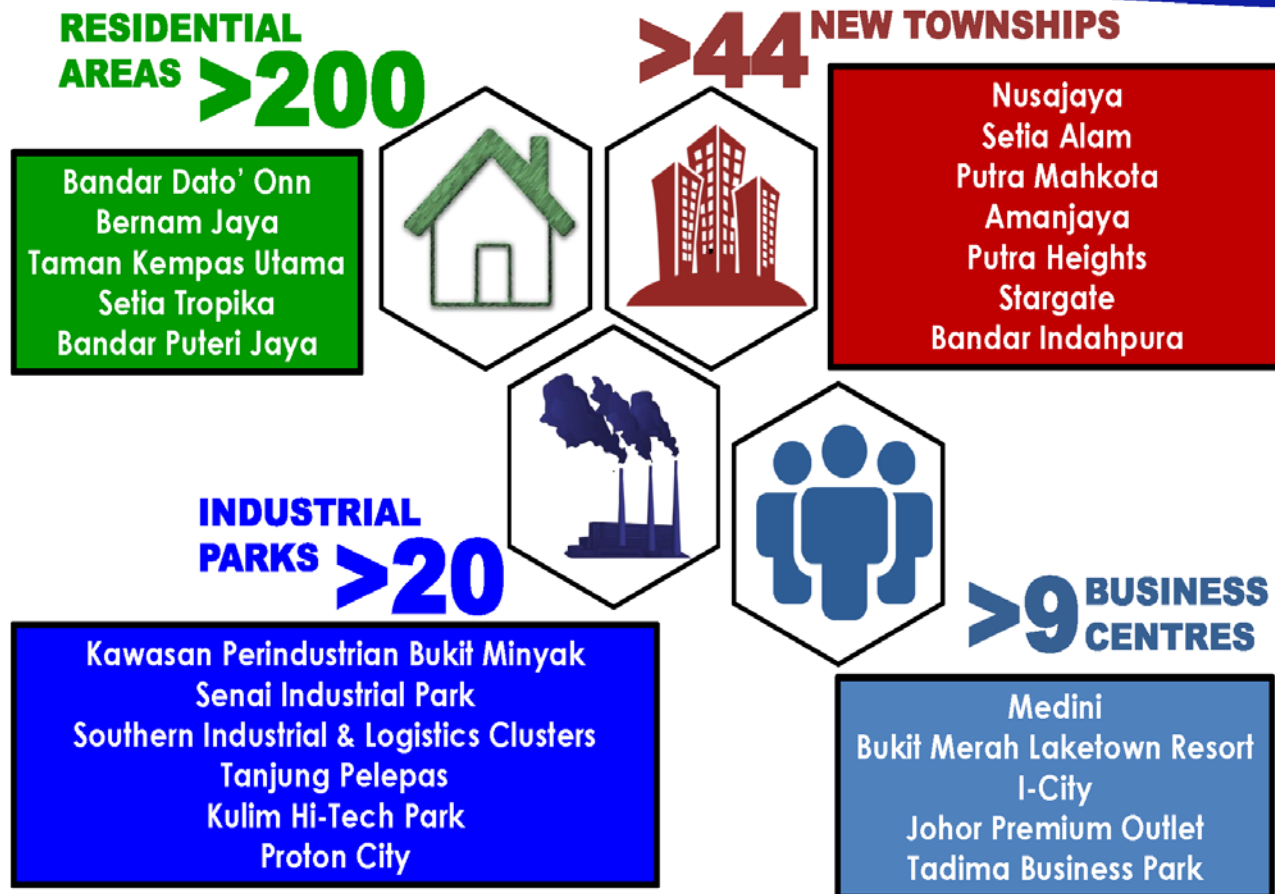 RESIDENTIAL
AREAS >200
Bandar Dato' Onn
Bernam Jaya
Taman Kempas Utama
Setia Tropika
Bandar Puteri Jaya
>44 NEW TOWNSHIPS
Nusajaya
Setia Alam
Putra Mahkota
Amanjaya
Putra Heights
Stargate
Bandar Indahpura
INDUSTRIAL
PARKS >20
Kawasan Perindustrian Bukit Minyak
Senai Industrial Park
Southern Industrial & Logistics Clusters
Tanjung Pelepas
Kulim Hi-Tech Park
Proton City
>9 BUSINESS
CENTRES
Medini
Bukit Merah Laketown Resort
I-City
Johor Premium Outlet
Tadima Business Park